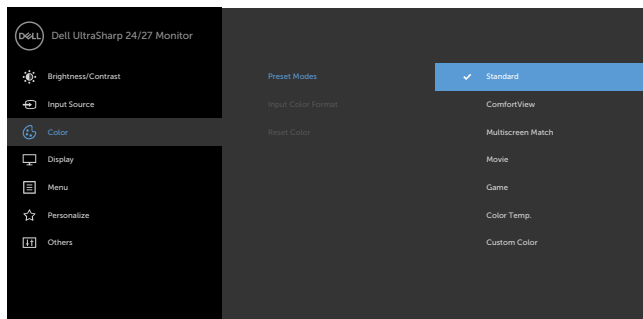 DELL Dell UltraSharp 24/27 Monitor
Brightness/Contrast Preset Modes Standard
Input Source Input Color Format ComfortView
Color Reset Color Multiscreen Match
Display Movie
Menu Game
Personalize Color Temp.
Others Custom Color